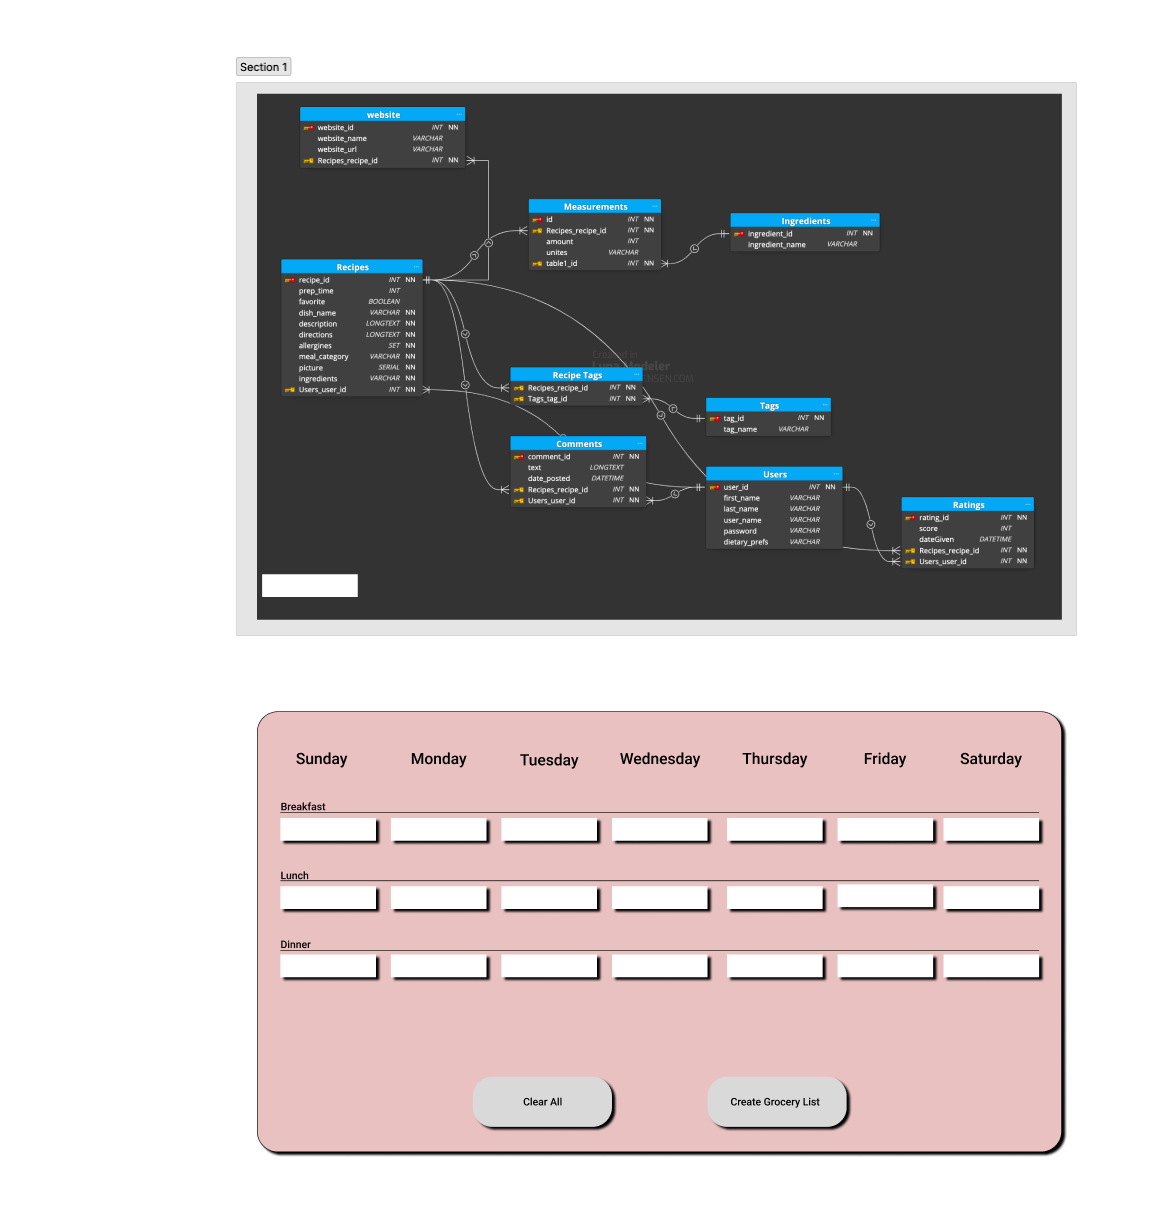 Section 1
website ...
website_id INT NN
website_name VARCHAR
website_url VARCHAR
Recipes_recipe_id INT NN
Measurements ...
id INT NN
Recipes_recipe_id INT NN
amount INT
unites VARCHAR
table1_id INT NN
Ingredients ...
ingredient_id INT NN
ingredient_name VARCHAR
Recipes ...
recipe_id INT NN
prep_time INT
favorite BOOLEAN
dish_name VARCHAR NN
description LONGTEXT NN
directions LONGTEXT NN
allergines SET NN
meal_category VARCHAR NN
picture SERIAL NN
ingredients VARCHAR NN
Users_user_id INT NN
Created in
Modeler
Recipe Tags ...
Recipes_recipe_id INT NN
Tags_tag_id INT NN
Tags ...
tag_id INT NN
tag_name VARCHAR
Comments ...
comment_id INT NN
text LONGTEXT
date_posted DATETIME
Recipes_recipe_id INT NN
Users_user_id INT NN
Users ...
user_id INT NN
first_name VARCHAR
last_name VARCHAR
user_name VARCHAR
password VARCHAR
dietary_prefs VARCHAR
Ratings ...
rating_id INT NN
score INT
dateGiven DATETIME
Recipes_recipe_id INT NN
Users_user_id INT NN
Sunday Monday Tuesday Wednesday Thursday Friday Saturday
Breakfast
Lunch
Dinner
Clear All Create Grocery List